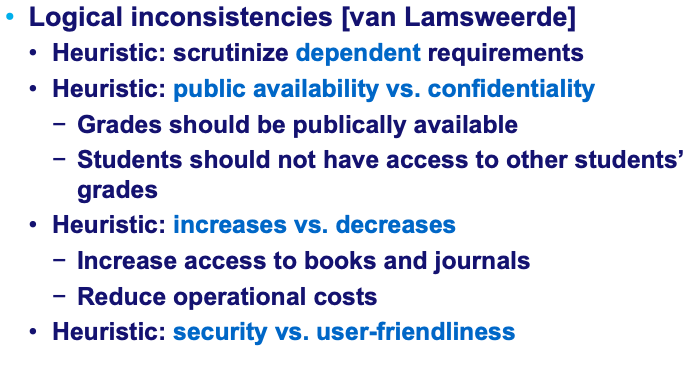 • Logical inconsistencies [van Lamsweerde]
• Heuristic: scrutinize dependent requirements
• Heuristic: public availability vs. confidentiality
− Grades should be publically available
− Students should not have access to other students’
grades
• Heuristic: increases vs. decreases
− Increase access to books and journals
− Reduce operational costs
• Heuristic: security vs. user-friendliness